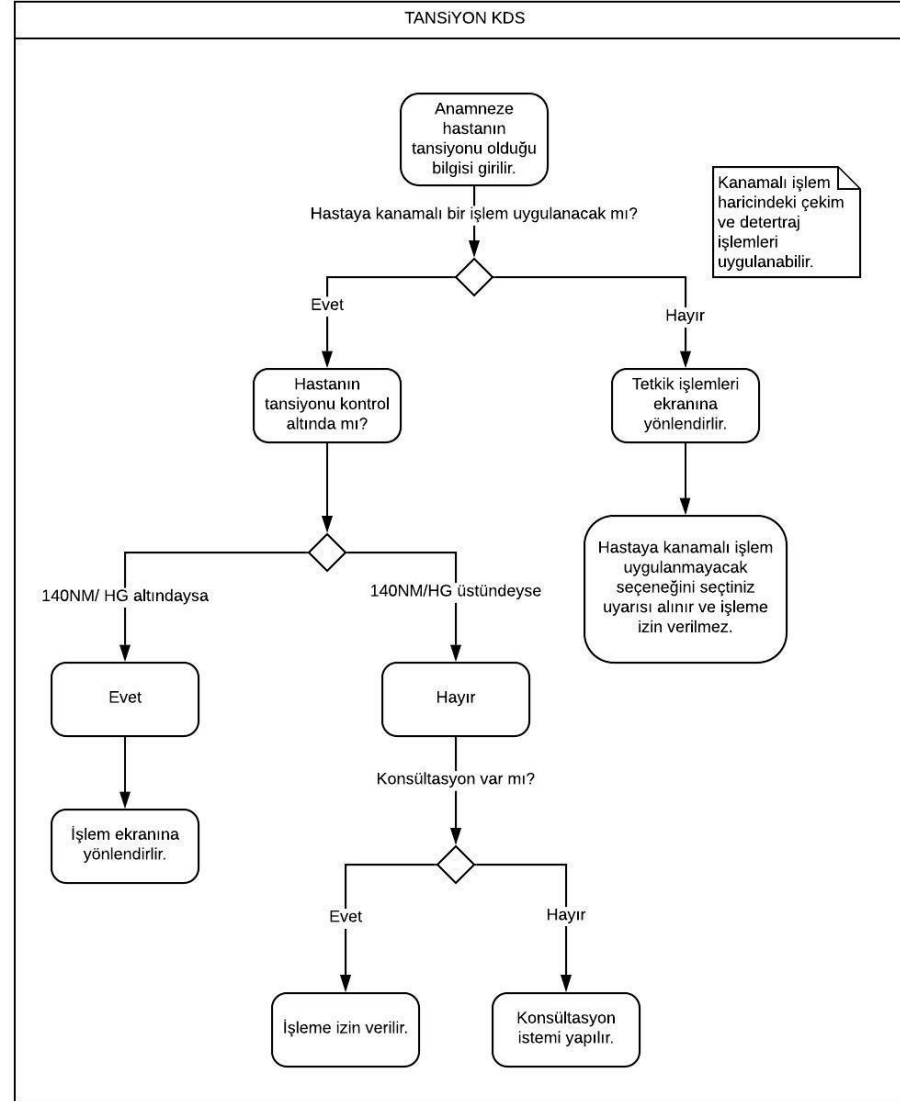 TANSiYON KDS
Anamneze
hastanın
tansiyonu olduğu
bilgisi girilir.
Kanamalı işlem
haricindeki çekim
ve detertraj
işlemleri
uygulanabilir.
Hastaya kanamalı bir işlem uygulanacak mı?
Evet
Hayır
Hastanın
tansiyonu kontrol
altında mı?
Tetkik işlemleri
ekranına
yönlendirlir.
Hastaya kanamalı işlem
uygulanmayacak
seçeneğini seçtiniz
uyarısı alınır ve işleme
izin verilmez.
140NM/ HG altındaysa
140NM/HG üstündeyse
Evet
Hayır
Konsültasyon var mı?
İşlem ekranına
yönlendirlir.
Evet
Hayır
İşleme izin verilir.
Konsültasyon
istemi yapılır.